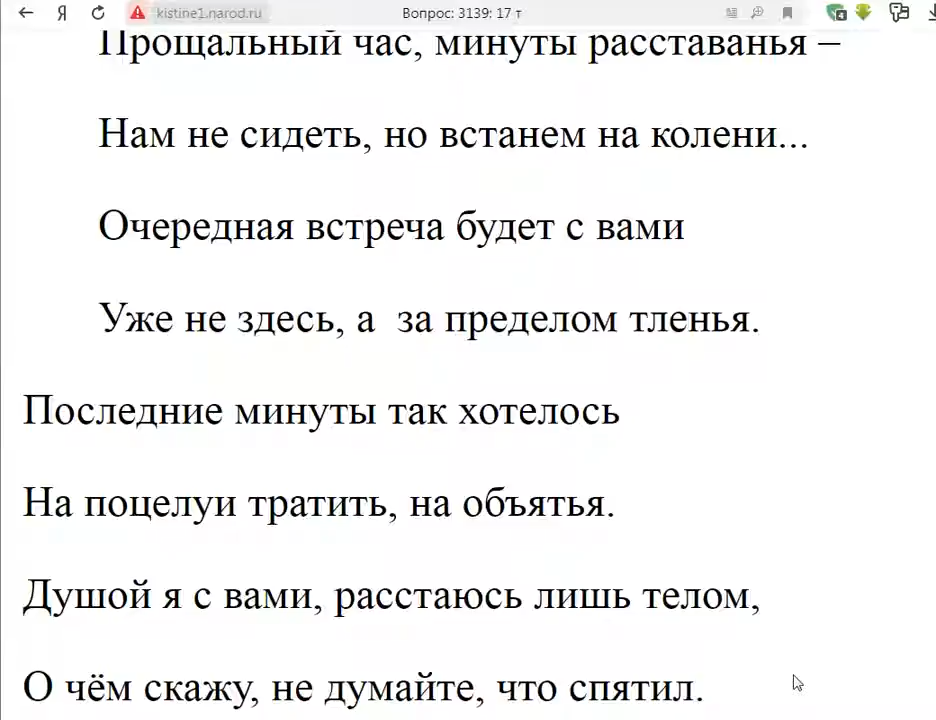 Я kistine1.narod.ru Вопрос: 3139: 17 т
Прощальный час, минуты расставанья –
Нам не сидеть, но встанем на колени...
Очередная встреча будет с вами
Уже не здесь, а за пределом тленья.
Последние минуты так хотелось
На поцелуи тратить, на объятья.
Душой я с вами, расстаюсь лишь телом,
О чём скажу, не думайте, что спятил.